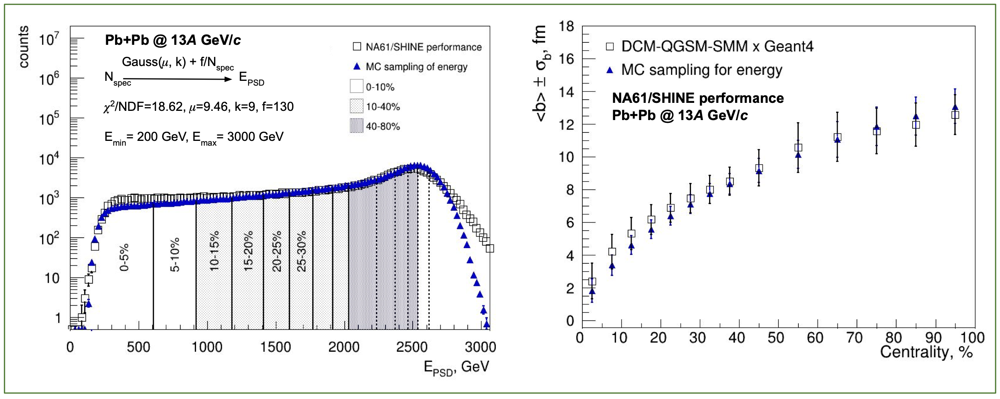 counts
10^7
10^6
10^5
10^4
10^3
10^2
10
1
Pb+Pb @ 13A GeV/c
Gauss(μ, k) + f/N_spec
N_spec E_PSD
χ²/NDF=18.62, μ=9.46, k=9, f=130
E_min= 200 GeV, E_max= 3000 GeV
NA61/SHINE performance
MC sampling of energy
0-10%
10-40%
40-80%
0-5%
5-10%
10-15%
15-20%
20-25%
25-30%
0 500 1000 1500 2000 2500 3000
E_PSD, GeV
<b> ± σ_b, fm
18
16
14
12
10
8
6
4
2
0
DCM-QGSM-SMM x Geant4
MC sampling for energy
NA61/SHINE performance
Pb+Pb @ 13A GeV/c
0 10 20 30 40 50 60 70 80 90 100
Centrality, %